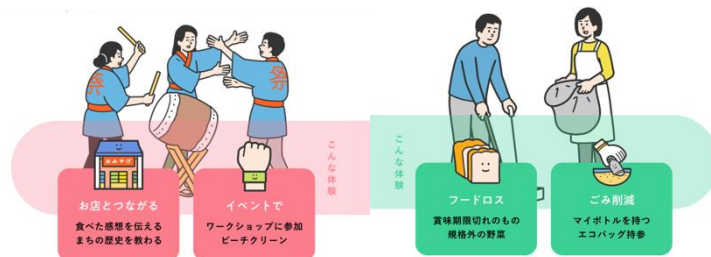 祭
祭
こんな体験
おみやげ
お店とつながる
食べた感想を伝える
まちの歴史を教わる
イベントで
ワークショップに参加
ビーチクリーン
こんな体験
フードロス
賞味期限切れのもの
規格外の野菜
ごみ削減
マイボトルを持つ
エコバッグ持参